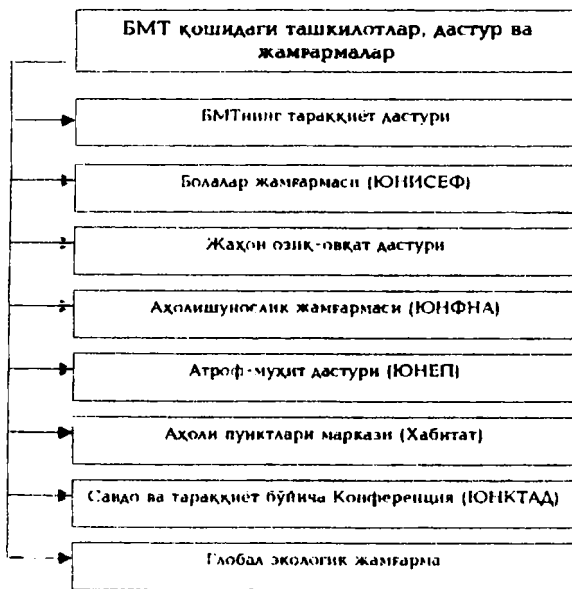 БМТ қошидаги ташкилотлар, дастур ва
жамғармалар
БМТнинг тараққиёт дастури
Болалар жамғармаси (ЮНИСЕФ)
Жаҳон озиқ-овқат дастури
Аҳолишунослик жамғармаси (ЮНФНА)
Атроф-муҳит дастури (ЮНЕП)
Аҳоли пунктлари маркази (Хабитат)
Савдо ва тараққиёт бўйича Конференция (ЮНКТАД)
Глобал экологик жамғарма